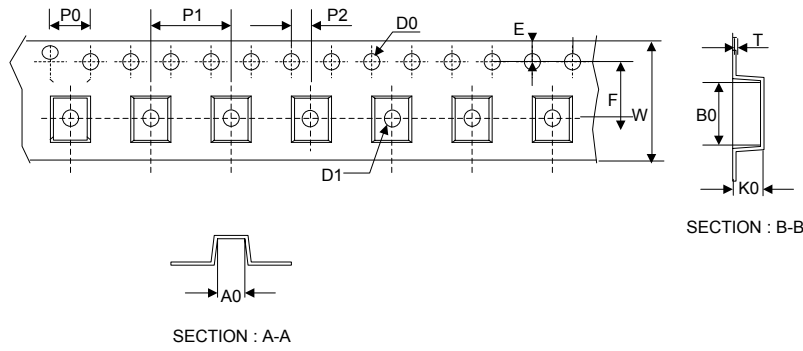 P0
P1
P2
D0
E
T
F
W
B0
D1
K0
SECTION : B-B
A0
SECTION : A-A